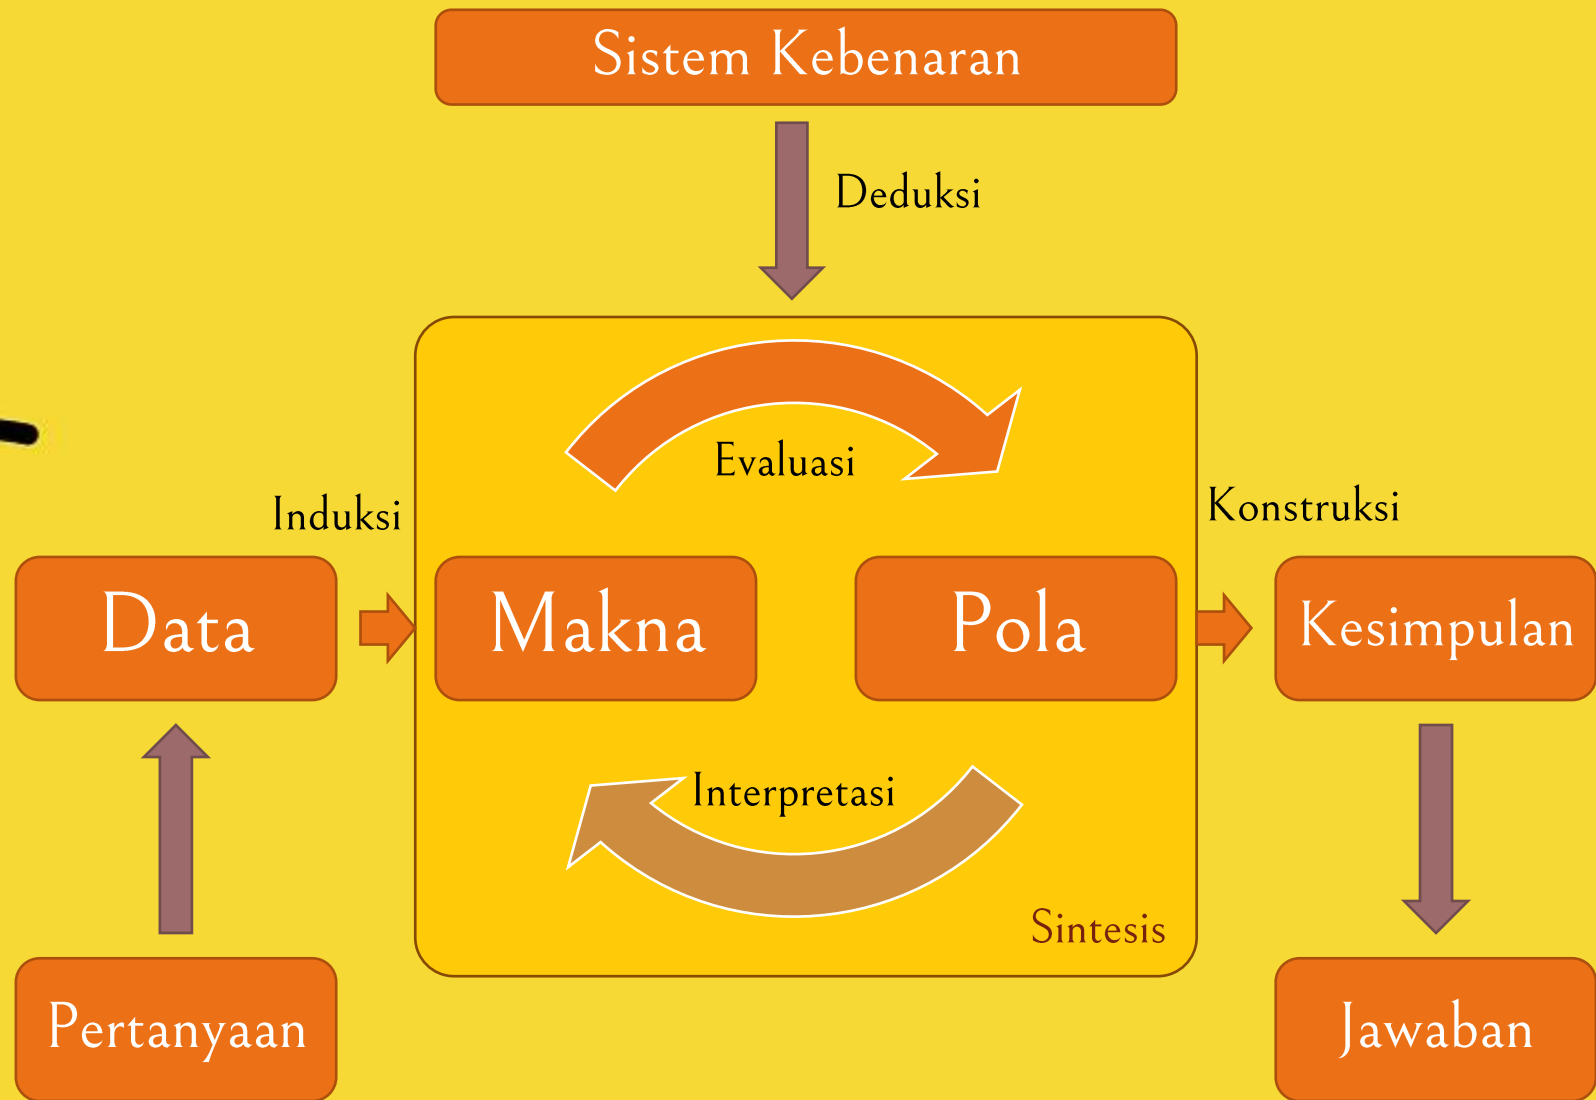 Sistem Kebenaran
Deduksi
Evaluasi
Induksi
Konstruksi
Data
Makna
Pola
Kesimpulan
Interpretasi
Sintesis
Pertanyaan
Jawaban